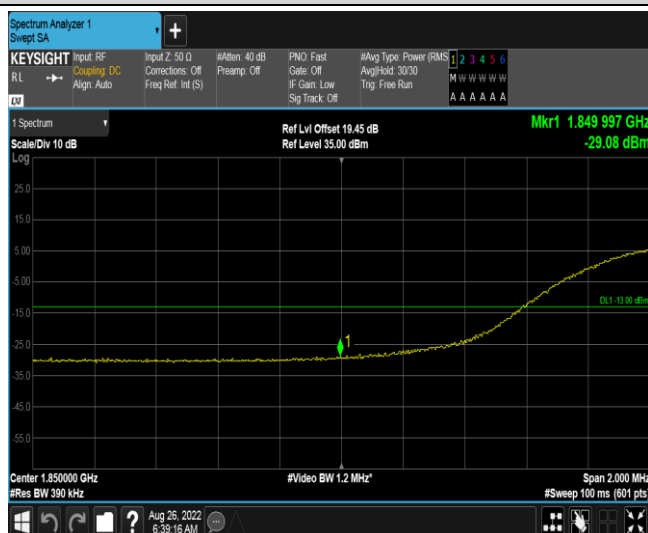 Spectrum Analyzer 1
Swept SA
+
KEYSIGHT
RL
Input: RF
Coupling: DC
Align: Auto
Input Z: 50 Ω
Corrections: Off
Freq Ref: Int (S)
#Atten: 40 dB
Preamp: Off
PNO: Fast
Gate: Off
IF Gain: Low
Sig Track: Off
#Avg Type: Power (RMS
Avg|Hold: 30/30
Trig: Free Run
1 2 3 4 5 6
M W W W W W
A A A A A A
LXI
1 Spectrum
Scale/Div 10 dB
Log
Ref Lvl Offset 19.45 dB
Ref Level 35.00 dBm
Mkr1 1.849 997 GHz
-29.08 dBm
25.0
15.0
5.00
-5.00
DL1 -13.00 dBm
-15.0
1
-25.0
-35.0
-45.0
-55.0
Center 1.850000 GHz
#Res BW 390 kHz
#Video BW 1.2 MHz*
Span 2.000 MHz
#Sweep 100 ms (601 pts)
?
Aug 26, 2022
6:39:16 AM